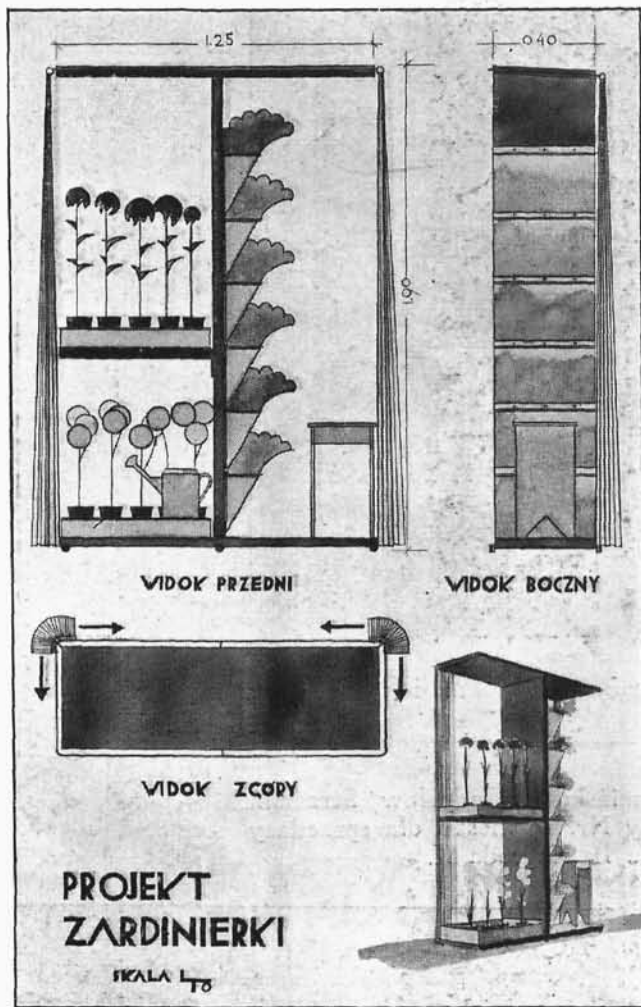 1.25
0.40
1.90
WIDOK PRZEDNI
WIDOK BOCZNY
WIDOK ZGÓRY
PROJEKT
ZARDINIERKI
SKALA 1/10